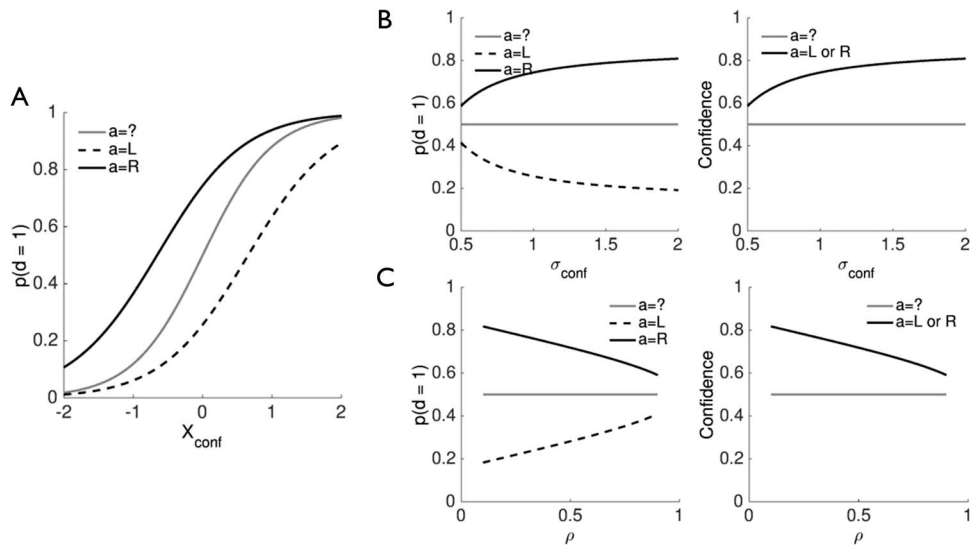 A
1
0.8
0.6
0.4
0.2
0
p(d = 1)
a=?
a=L
a=R
-2
-1
0
1
2
X_conf
B
1
0.8
0.6
0.4
0.2
0
p(d = 1)
a=?
a=L
a=R
0.5
1
1.5
2
σ_conf
1
0.8
0.6
0.4
0.2
0
Confidence
a=?
a=L or R
0.5
1
1.5
2
σ_conf
C
1
0.8
0.6
0.4
0.2
0
p(d = 1)
a=?
a=L
a=R
0
0.5
1
ρ
1
0.8
0.6
0.4
0.2
0
Confidence
a=?
a=L or R
0
0.5
1
ρ